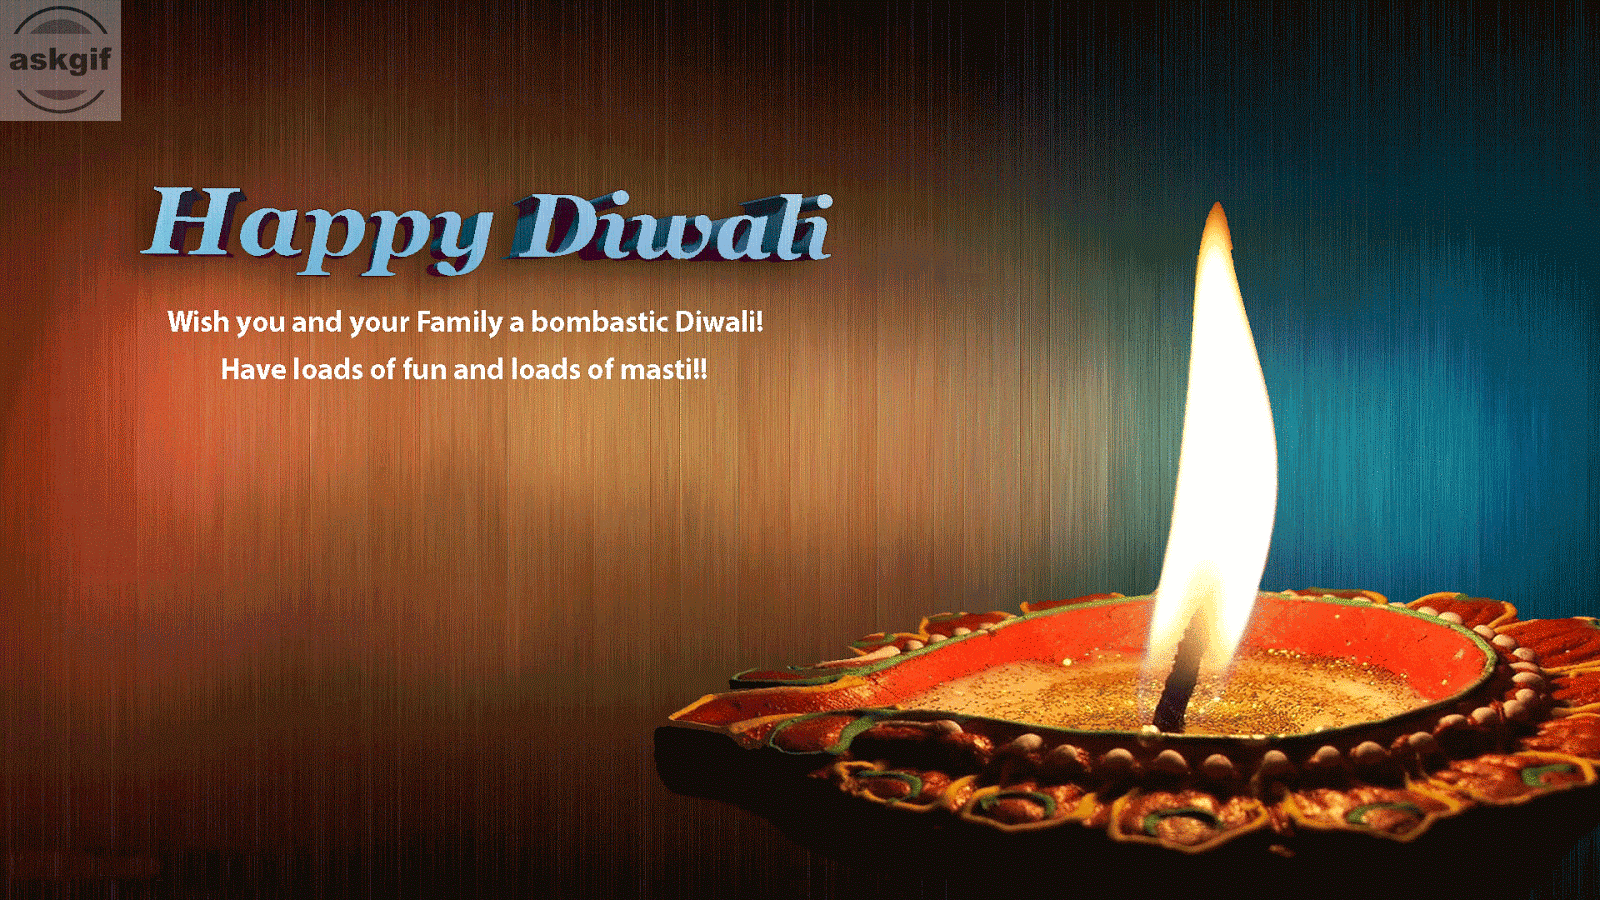 askgif
Happy Diwali
Wish you and your Family a bombastic Diwali!
Have loads of fun and loads of masti!!